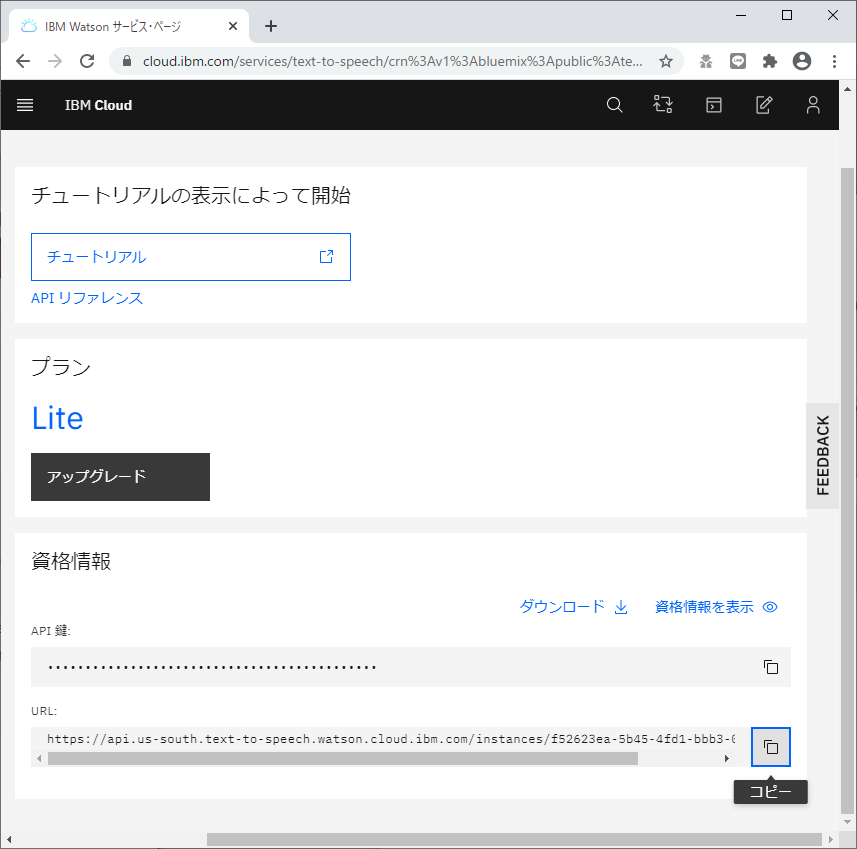 IBM Watson サービス・ページ
cloud.ibm.com/services/text-to-speech/crn%3Av1%3Abluemix%3Apublic%3Ate...
IBM Cloud
チュートリアルの表示によって開始
チュートリアル
API リファレンス
プラン
Lite
アップグレード
FEEDBACK
資格情報
ダウンロード 資格情報を表示
API 鍵:
••••••••••••••••••••••••••••••••••••••••••••
URL:
https://api.us-south.text-to-speech.watson.cloud.ibm.com/instances/f52623ea-5b45-4fd1-bbb3-
コピー